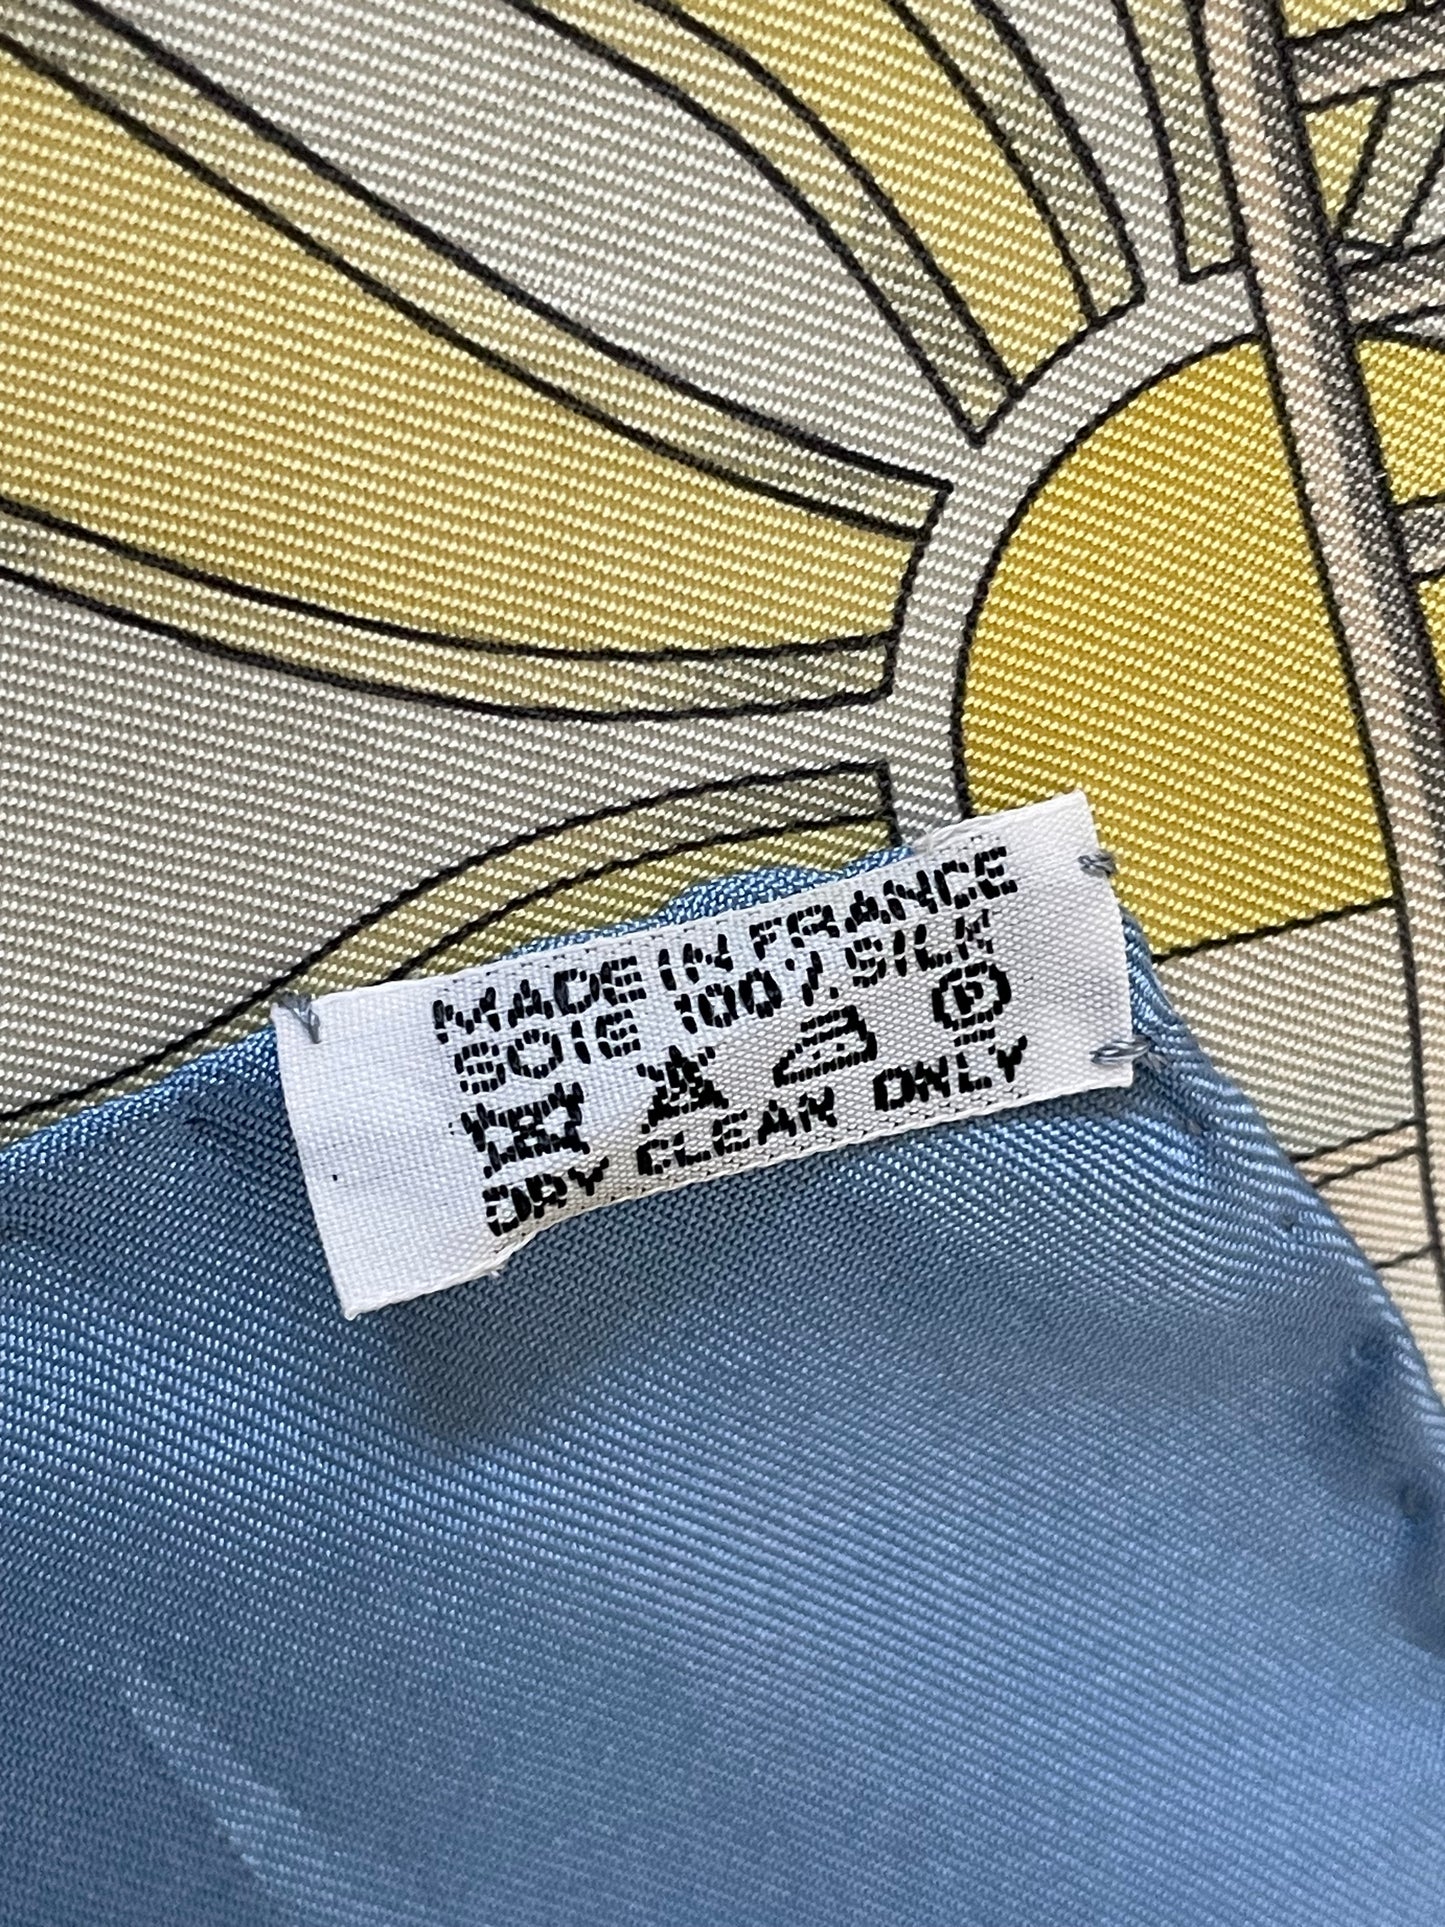 MADE IN FRANCE
SOIE 100% SILK
P
DRY CLEAN ONLY